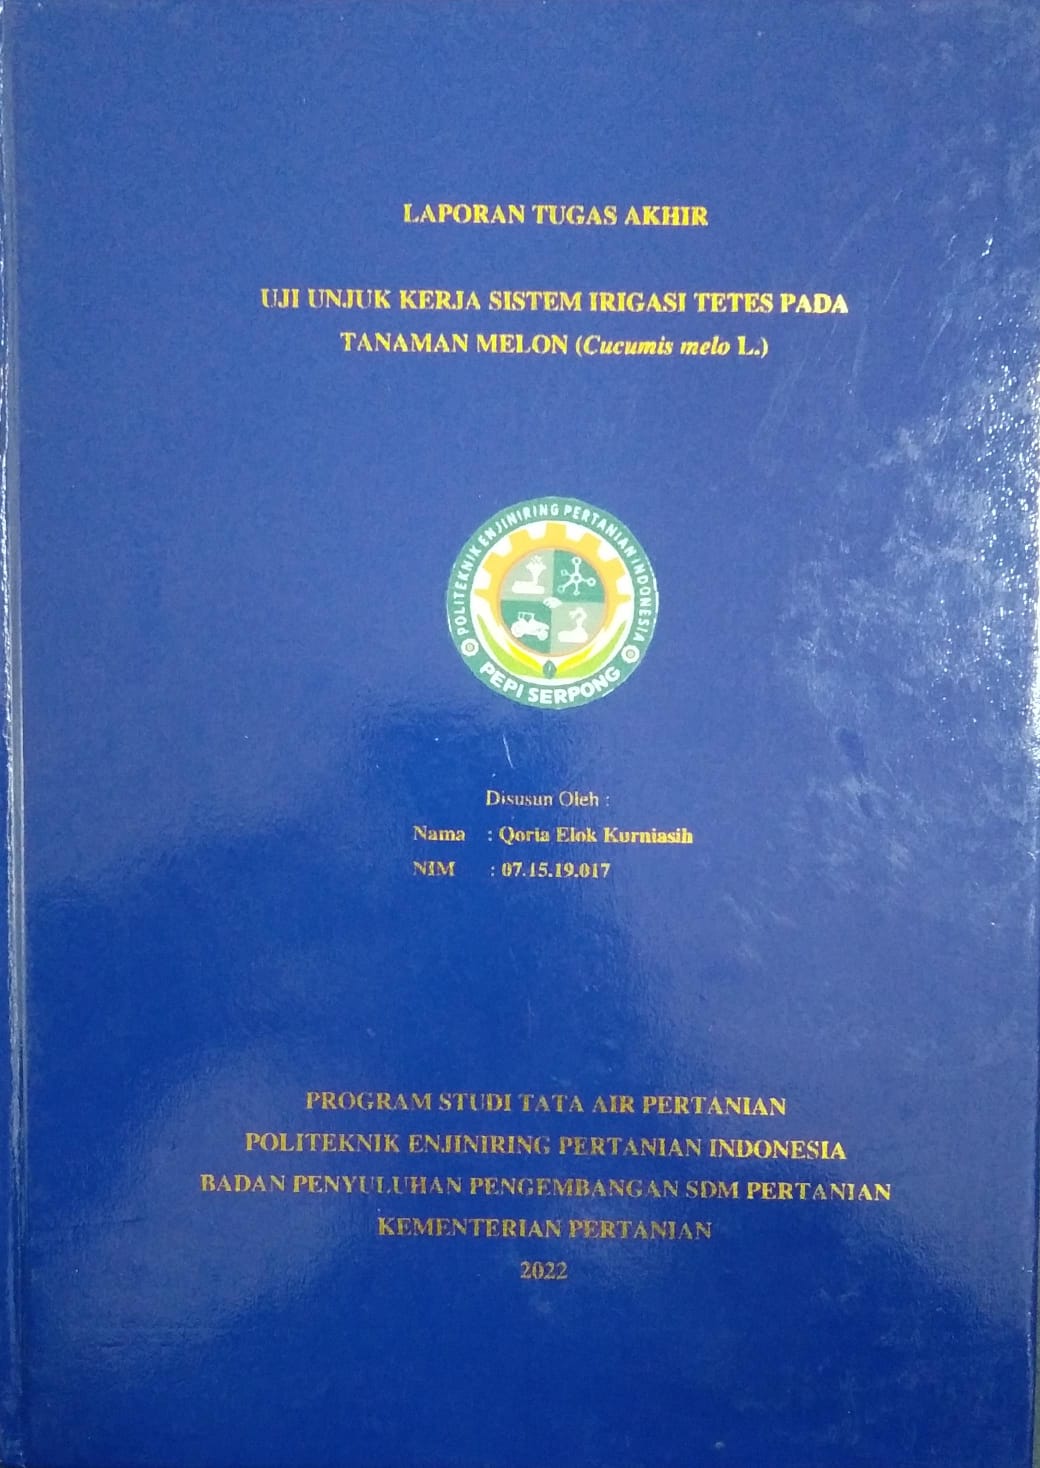 LAPORAN TUGAS AKHIR
UJI UNJUK KERJA SISTEM IRIGASI TETES PADA
TANAMAN MELON (Cucumis melo L.)
POLITEKNIK ENJINIRING PERTANIAN INDONESIA
PEPI SERPONG
Disusun Oleh :
Nama : Qoria Elok Kurniasih
NIM : 07.15.19.017
PROGRAM STUDI TATA AIR PERTANIAN
POLITEKNIK ENJINIRING PERTANIAN INDONESIA
BADAN PENYULUHAN PENGEMBANGAN SDM PERTANIAN
KEMENTERIAN PERTANIAN
2022